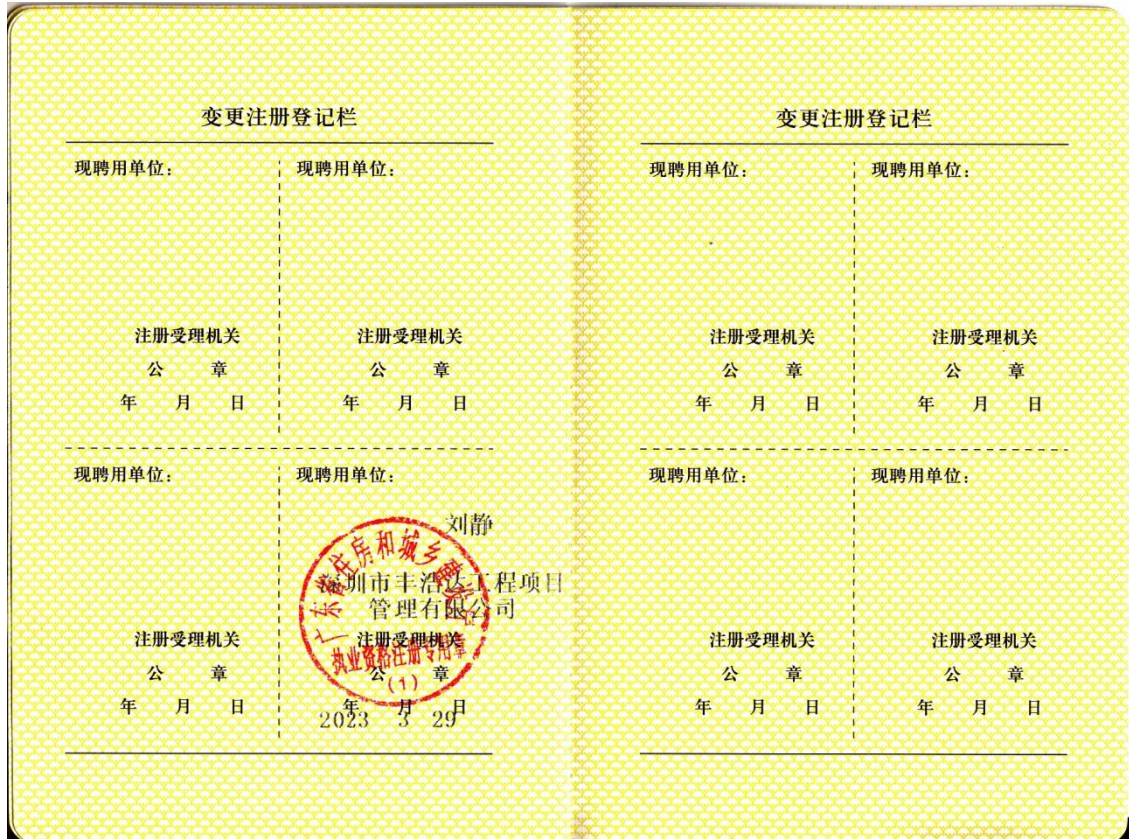 变更注册登记栏
现聘用单位：
现聘用单位：
注册受理机关
公 章
年 月 日
注册受理机关
公 章
年 月 日
现聘用单位：
注册受理机关
公 章
年 月 日
现聘用单位：
刘静
深圳市丰浩达工程项目
管理有限公司
广东省住房和城乡建设厅
执业资格注册专用章
(1)
注册受理机关
公 章
年 月 日
2023 3 29
变更注册登记栏
现聘用单位：
现聘用单位：
注册受理机关
公 章
年 月 日
注册受理机关
公 章
年 月 日
现聘用单位：
现聘用单位：
注册受理机关
公 章
年 月 日
注册受理机关
公 章
年 月 日